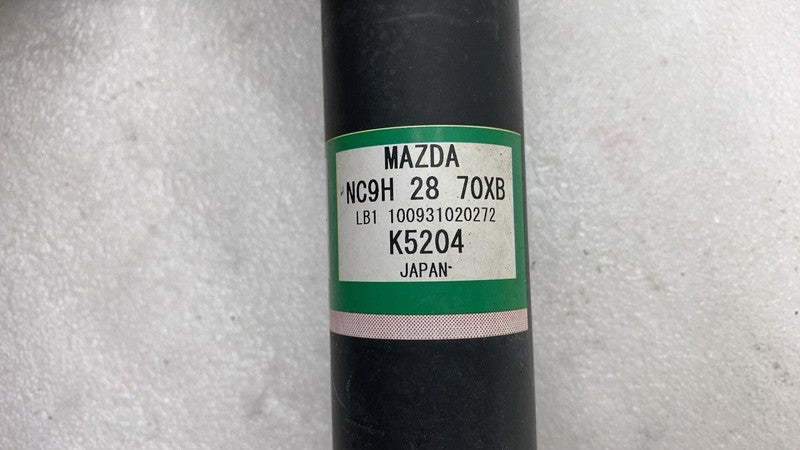 MAZDA
NC9H 28 70XB
LB1 100931020272
K5204
JAPAN